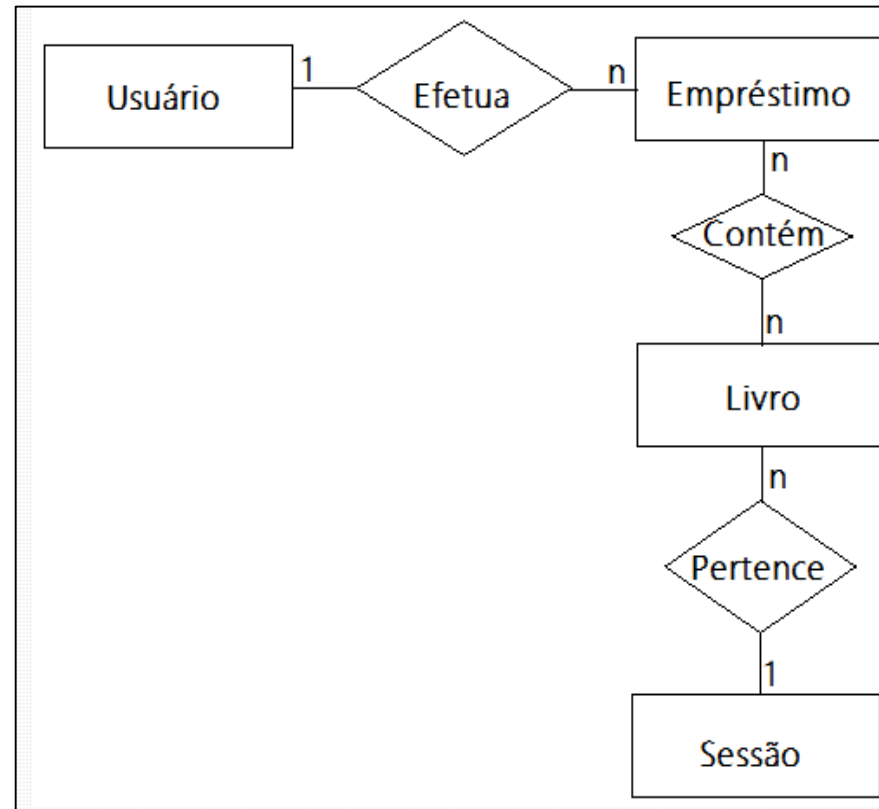 Usuário
1
Efetua
n
Empréstimo
n
Contém
n
Livro
n
Pertence
1
Sessão